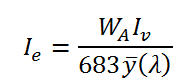 I_e = \frac{W_A I_v}{683 \bar{y}(\lambda)}